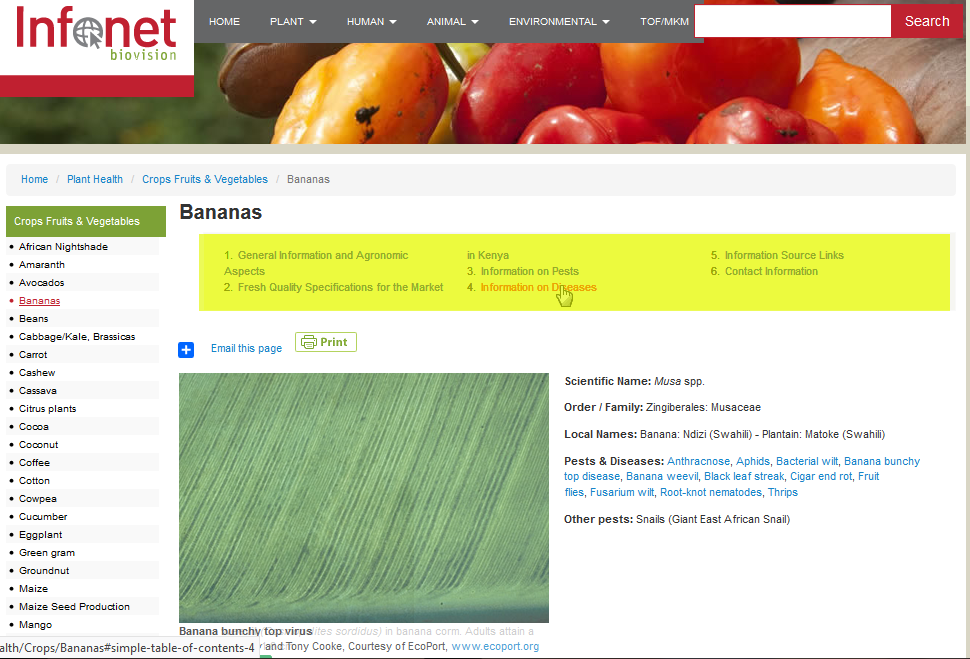 Infonet
biovision
HOME PLANT HUMAN ANIMAL ENVIRONMENTAL TOF/MKM Search
Home / Plant Health / Crops Fruits & Vegetables / Bananas
Crops Fruits & Vegetables
African Nightshade
Amaranth
Avocados
Bananas
Beans
Cabbage/Kale, Brassicas
Carrot
Cashew
Cassava
Citrus plants
Cocoa
Coconut
Coffee
Cotton
Cowpea
Cucumber
Eggplant
Green gram
Groundnut
Maize
Maize Seed Production
Mango
Bananas
1. General Information and Agronomic
Aspects
2. Fresh Quality Specifications for the Market
in Kenya
3. Information on Pests
4. Information on Diseases
5. Information Source Links
6. Contact Information
Email this page Print
Scientific Name: Musa spp.
Order / Family: Zingiberales: Musaceae
Local Names: Banana: Ndizi (Swahili) - Plantain: Matoke (Swahili)
Pests & Diseases: Anthracnose, Aphids, Bacterial wilt, Banana bunchy
top disease, Banana weevil, Black leaf streak, Cigar end rot, Fruit
flies, Fusarium wilt, Root-knot nematodes, Thrips
Other pests: Snails (Giant East African Snail)
Banana bunchy top virus ites sordidus) in banana corm. Adults attain a
and Tony Cooke, Courtesy of EcoPort, www.ecoport.org
alth/Crops/Bananas#simple-table-of-contents-4